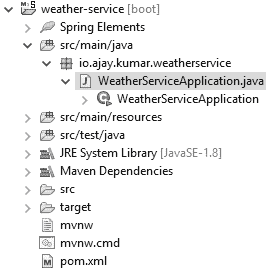 weather-service [boot]
Spring Elements
src/main/java
io.ajay.kumar.weatherservice
WeatherServiceApplication.java
WeatherServiceApplication
src/main/resources
src/test/java
JRE System Library [JavaSE-1.8]
Maven Dependencies
src
target
mvnw
mvnw.cmd
pom.xml